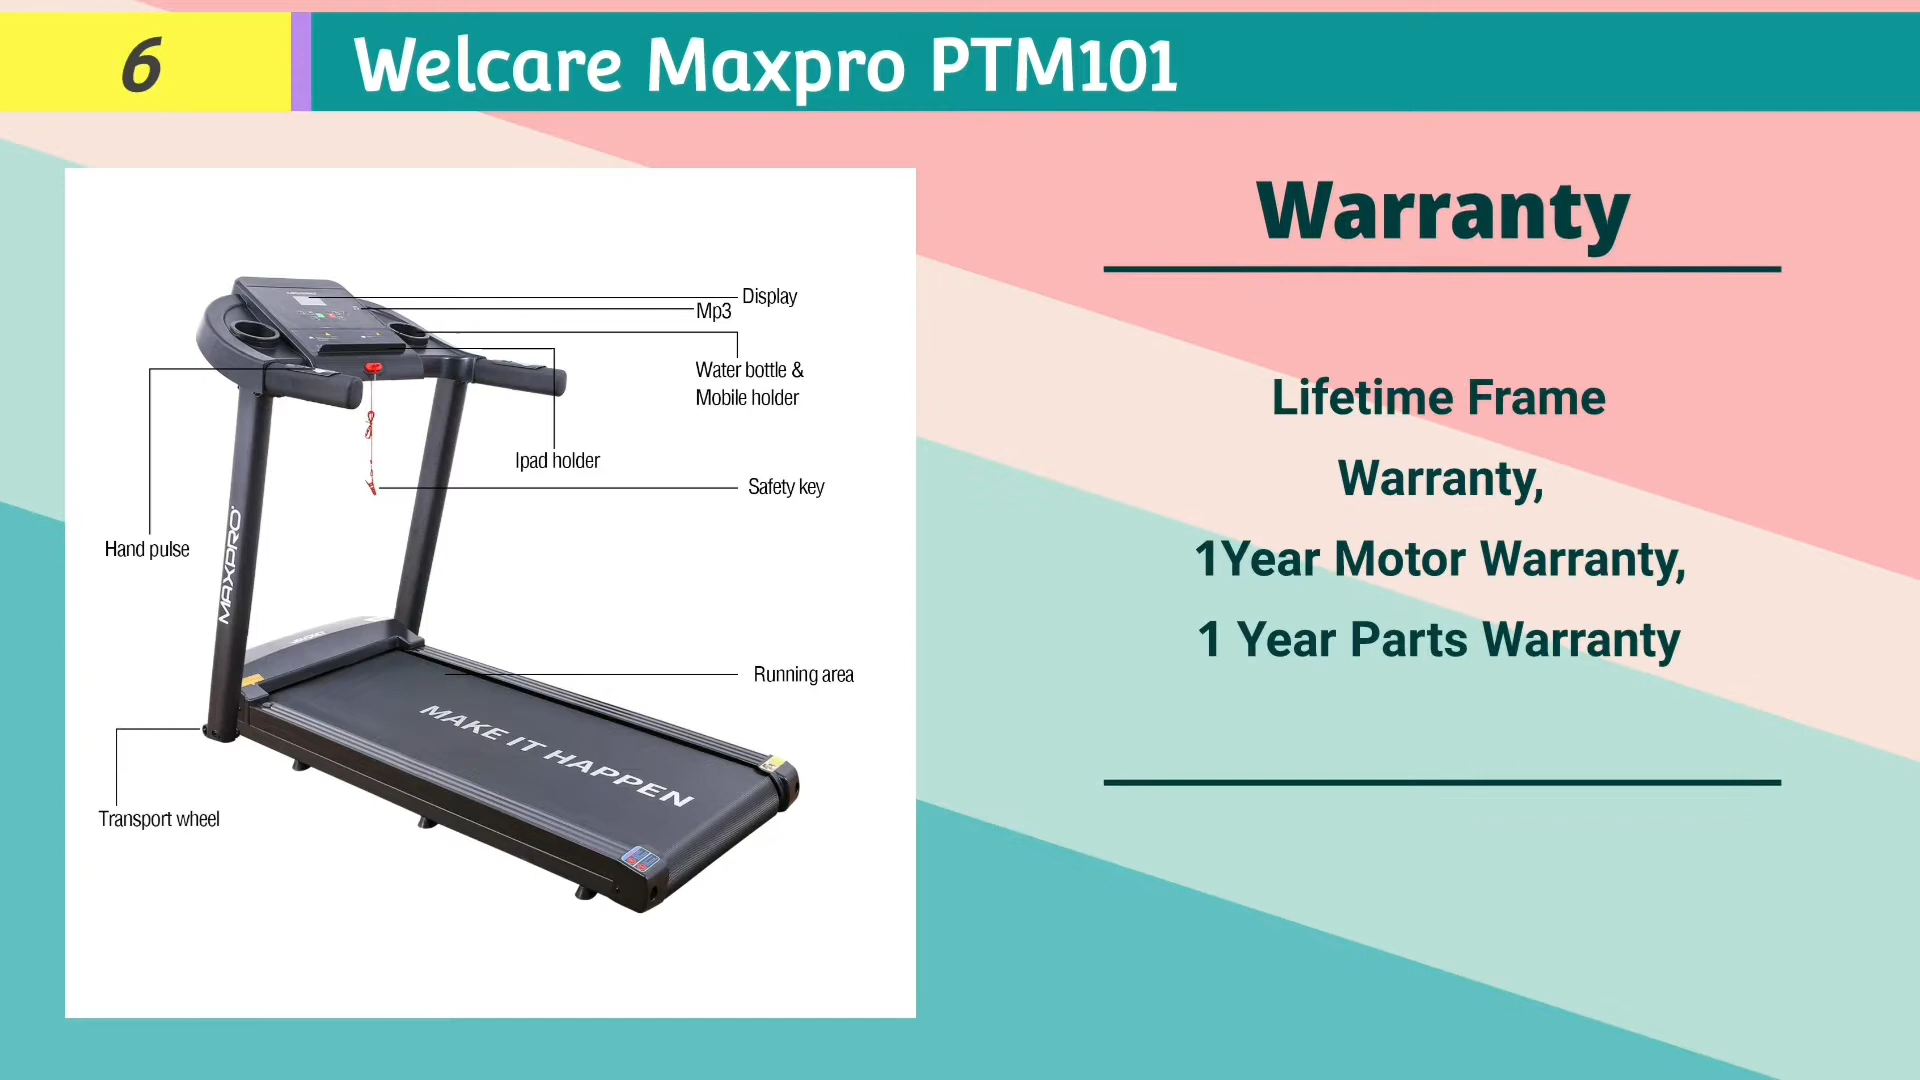 6
Welcare Maxpro PTM101
Warranty
Lifetime Frame
Warranty,
1Year Motor Warranty,
1 Year Parts Warranty
Display
Mp3
Water bottle &
Mobile holder
Ipad holder
Safety key
Hand pulse
MAXPRO
Running area
MAKE IT HAPPEN
Transport wheel